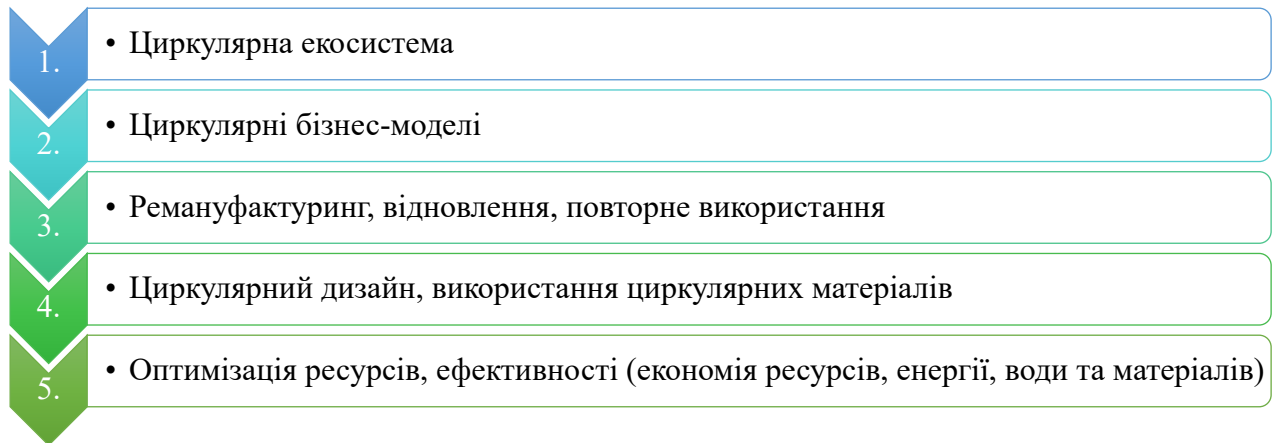 1.
• Циркулярна екосистема
2.
• Циркулярні бізнес-моделі
3.
• Ремануфактуринг, відновлення, повторне використання
4.
• Циркулярний дизайн, використання циркулярних матеріалів
5.
• Оптимізація ресурсів, ефективності (економія ресурсів, енергії, води та матеріалів)